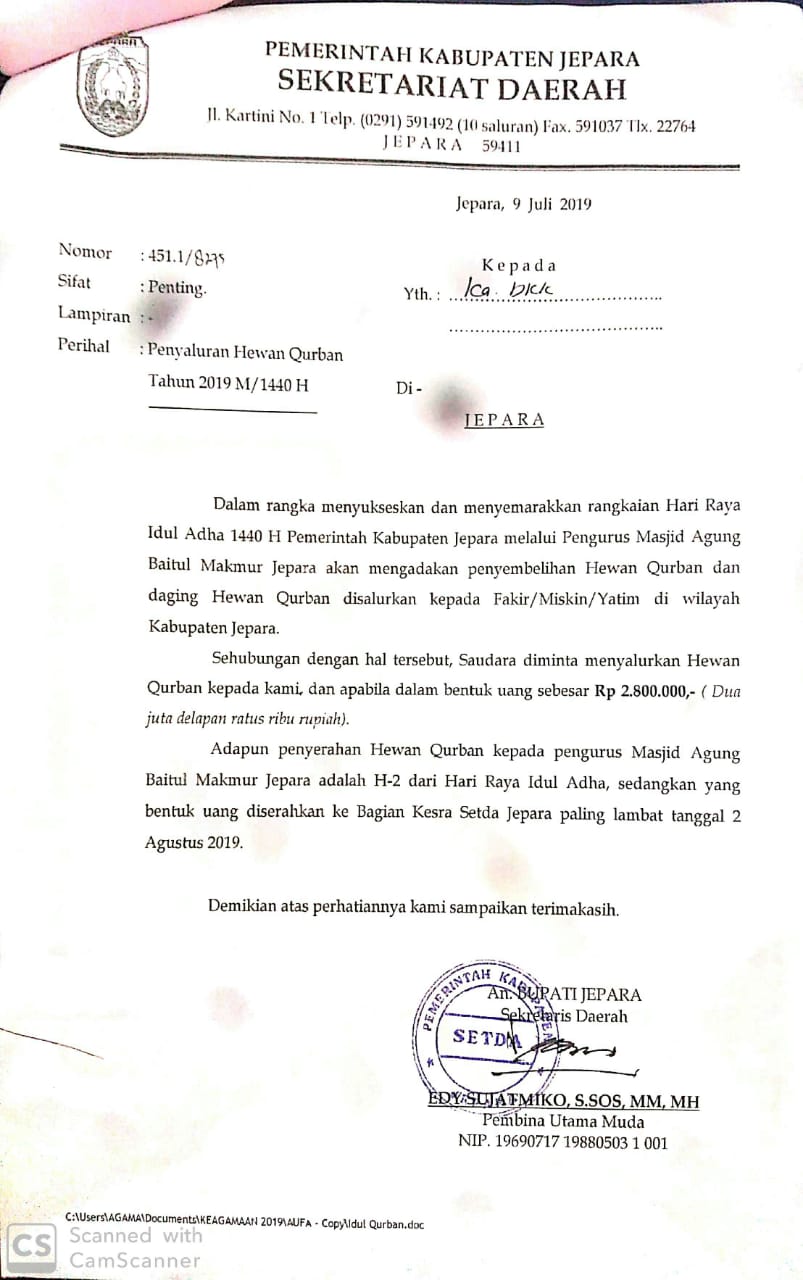 JEPARA
PEMERINTAH KABUPATEN JEPARA
SEKRETARIAT DAERAH
Jl. Kartini No. 1 Telp. (0291) 591492 (10 saluran) Fax. 591037 Tlx. 22764
JEPARA 59411
Jepara, 9 Juli 2019
Nomor : 451.1/
Sifat : Penting.
Lampiran : -
Perihal : Penyaluran Hewan Qurban
Tahun 2019 M/1440 H
Kepada
Yth. : Ka. DKK
Di -
JEPARA
Dalam rangka menyukseskan dan menyemarakkan rangkaian Hari Raya
Idul Adha 1440 H Pemerintah Kabupaten Jepara melalui Pengurus Masjid Agung
Baitul Makmur Jepara akan mengadakan penyembelihan Hewan Qurban dan
daging Hewan Qurban disalurkan kepada Fakir/Miskin/Yatim di wilayah
Kabupaten Jepara.
Sehubungan dengan hal tersebut, Saudara diminta menyalurkan Hewan
Qurban kepada kami, dan apabila dalam bentuk uang sebesar Rp 2.800.000,- ( Dua
juta delapan ratus ribu rupiah).
Adapun penyerahan Hewan Qurban kepada pengurus Masjid Agung
Baitul Makmur Jepara adalah H-2 dari Hari Raya Idul Adha, sedangkan yang
bentuk uang diserahkan ke Bagian Kesra Setda Jepara paling lambat tanggal 2
Agustus 2019.
Demikian atas perhatiannya kami sampaikan terimakasih.
An. BUPATI JEPARA
Sekretaris Daerah
PEMERINTAH KABUPATEN
SETDA
EDY SUJATMIKO, S.SOS, MM, MH
Pembina Utama Muda
NIP. 19690717 19880503 1 001
C:\Users\AGAMA\Documents\KEAGAMAAN 2019\AUFA - Copy\Idul Qurban.doc
CS Scanned with
CamScanner